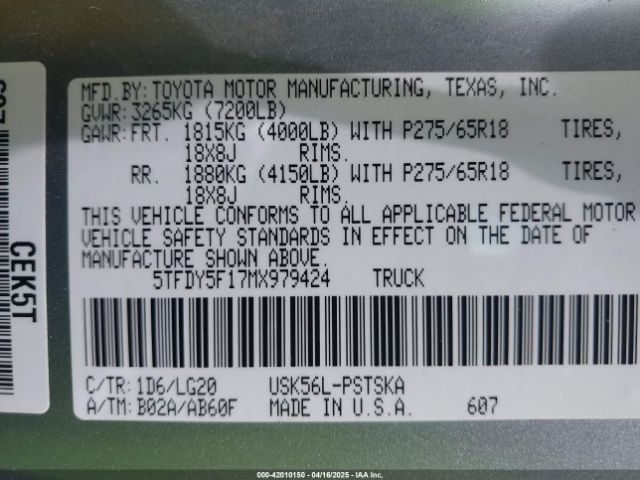 MFD.BY: TOYOTA MOTOR MANUFACTURING, TEXAS, INC.
GVWR: 3265KG (7200LB)
GAWR: FRT. 1815KG (4000LB) WITH P275/65R18 TIRES,
18X8J RIMS.
RR. 1880KG (4150LB) WITH P275/65R18 TIRES,
18X8J RIMS.
THIS VEHICLE CONFORMS TO ALL APPLICABLE FEDERAL MOTOR
VEHICLE SAFETY STANDARDS IN EFFECT ON THE DATE OF
MANUFACTURE SHOWN ABOVE.
5TFDY5F17MX979424 TRUCK
C/TR: 1D6/LG20 USK56L-PSTSKA
A/TM: B02A/AB60F MADE IN U.S.A. 607
CEK5T
000-42010150 - 04/16/2025 - IAA Inc.